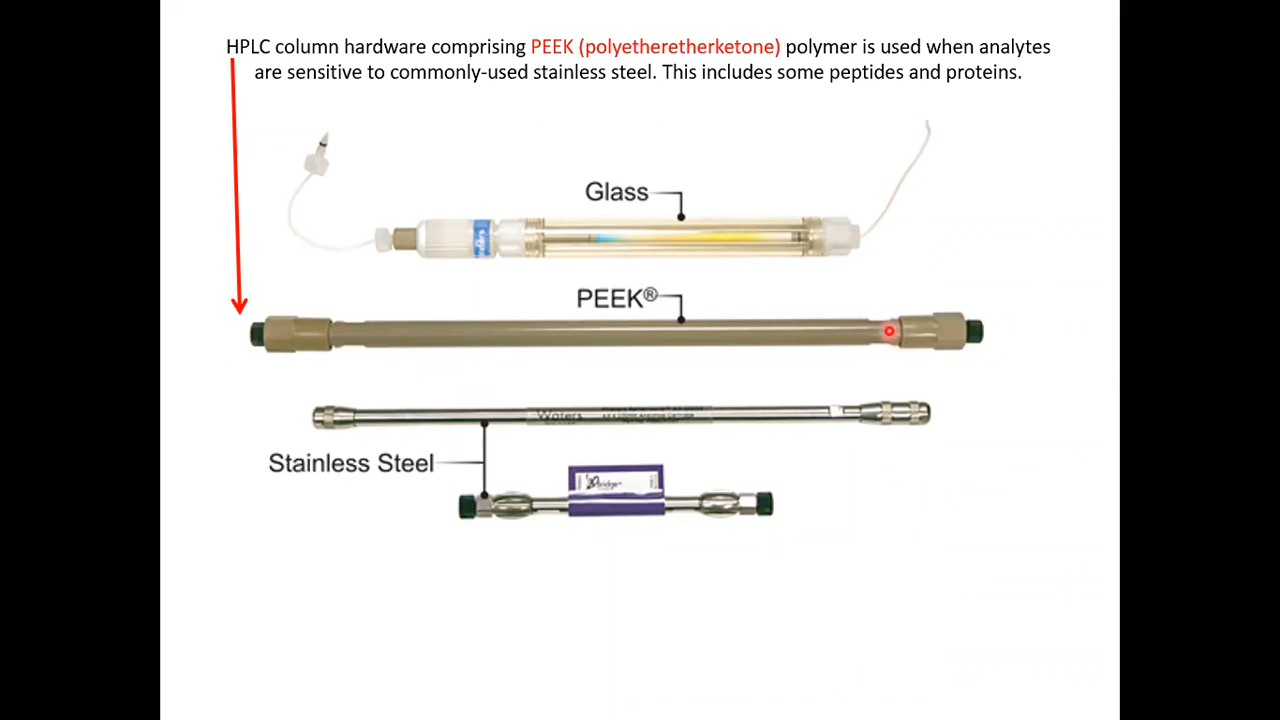 HPLC column hardware comprising PEEK (polyetheretherketone) polymer is used when analytes
are sensitive to commonly-used stainless steel. This includes some peptides and proteins.
Glass
Waters
PEEK®
Waters
Stainless Steel